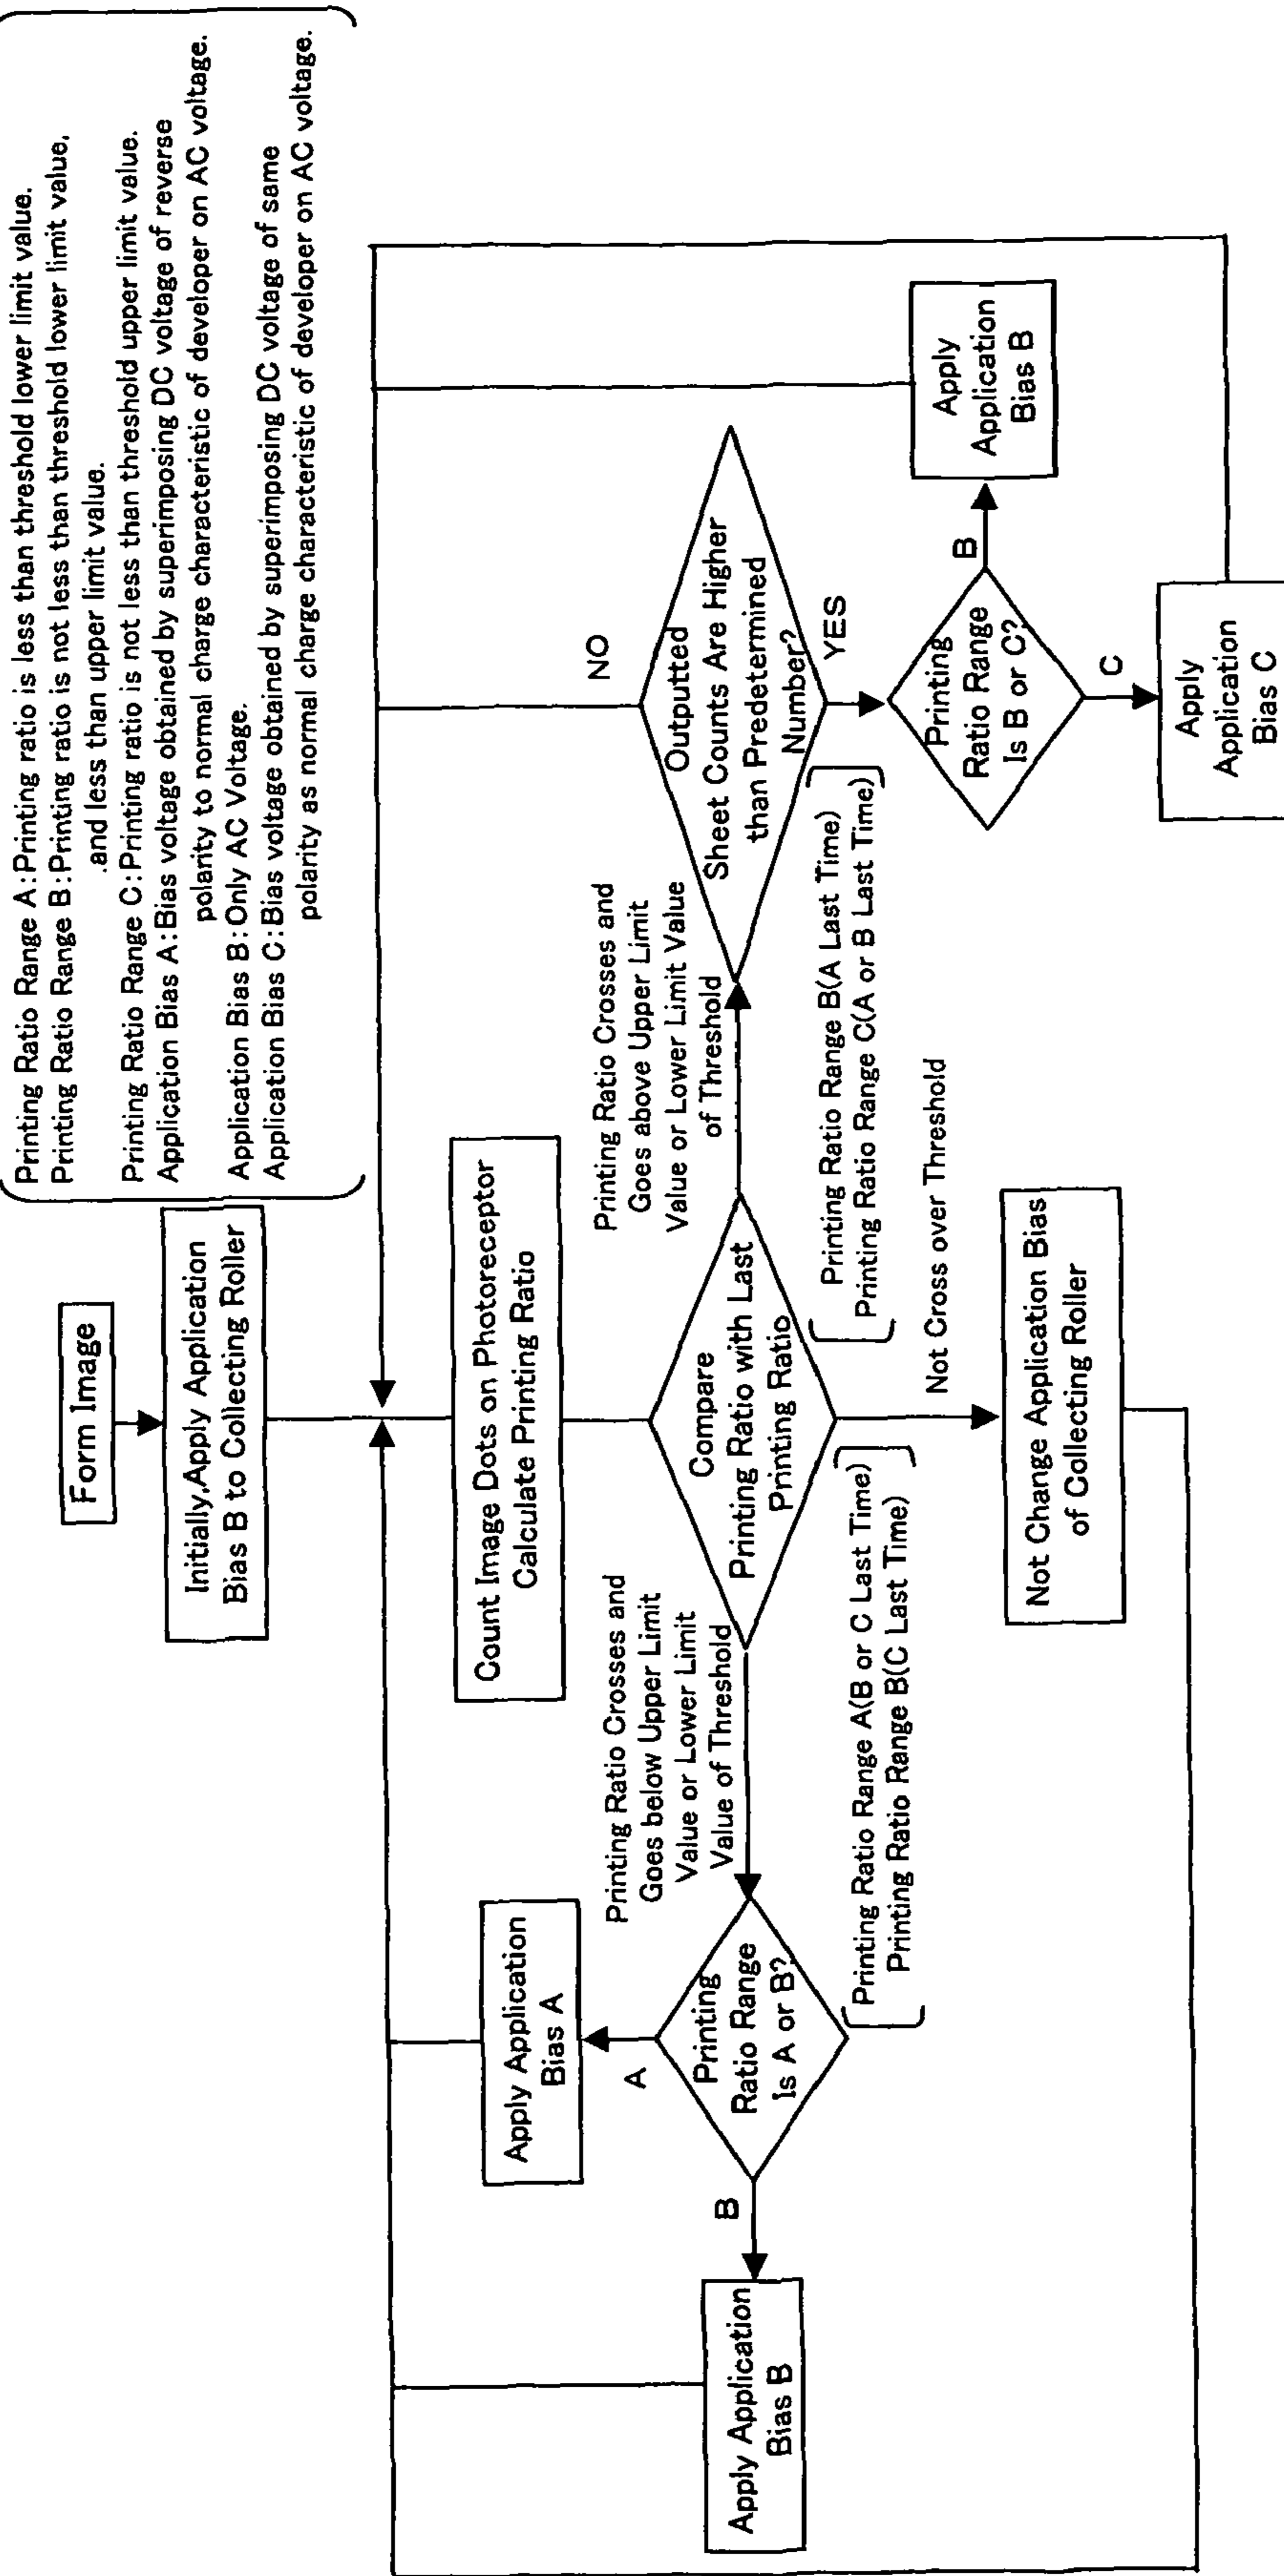 Printing Ratio Range A:Printing ratio is less than threshold lower limit value.
Printing Ratio Range B:Printing ratio is not less than threshold lower limit value,
.and less than upper limit value.
Printing Ratio Range C:Printing ratio is not less than threshold upper limit value.
Application Bias A:Bias voltage obtained by superimposing DC voltage of reverse
polarity to normal charge characteristic of developer on AC voltage.
Application Bias B:Only AC Voltage.
Application Bias C:Bias voltage obtained by superimposing DC voltage of same
polarity as normal charge characteristic of developer on AC voltage.
Form Image
Initially,Apply Application
Bias B to Collecting Roller
Count Image Dots on Photoreceptor
Calculate Printing Ratio
Compare
Printing Ratio with Last
Printing Ratio
Printing Ratio Crosses and
Goes below Upper Limit
Value or Lower Limit
Value of Threshold
Printing Ratio Range A(B or C Last Time)
Printing Ratio Range B(C Last Time)
Printing
Ratio Range
Is A or B?
A
Apply Application
Bias A
B
Apply Application
Bias B
Not Cross over Threshold
Not Change Application Bias
of Collecting Roller
Printing Ratio Crosses and
Goes above Upper Limit
Value or Lower Limit Value
of Threshold
Printing Ratio Range B(A Last Time)
Printing Ratio Range C(A or B Last Time)
Outputted
Sheet Counts Are Higher
than Predetermined
Number?
NO
YES
Printing
Ratio Range
Is B or C?
B
Apply
Application
Bias B
C
Apply
Application
Bias C